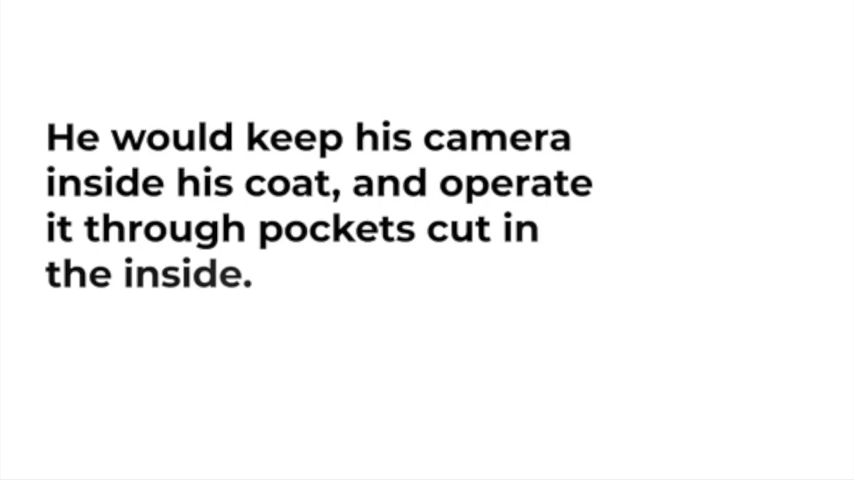 He would keep his camera
inside his coat, and operate
it through pockets cut in
the inside.